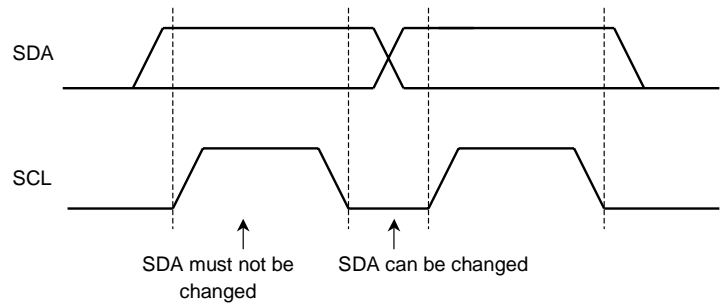 SDA
SCL
SDA must not be
changed
SDA can be changed